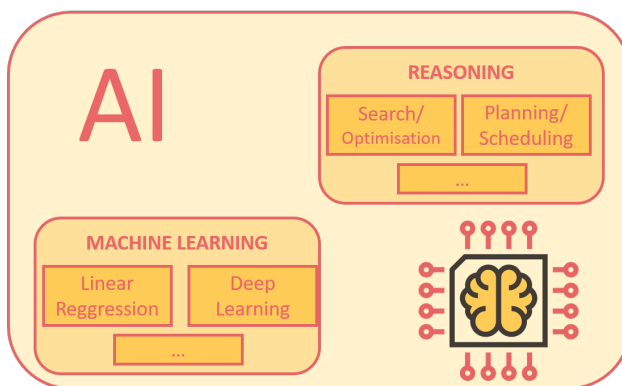 AI
REASONING
Search/
Optimisation
Planning/
Scheduling
...
MACHINE LEARNING
Linear
Reggression
Deep
Learning
...